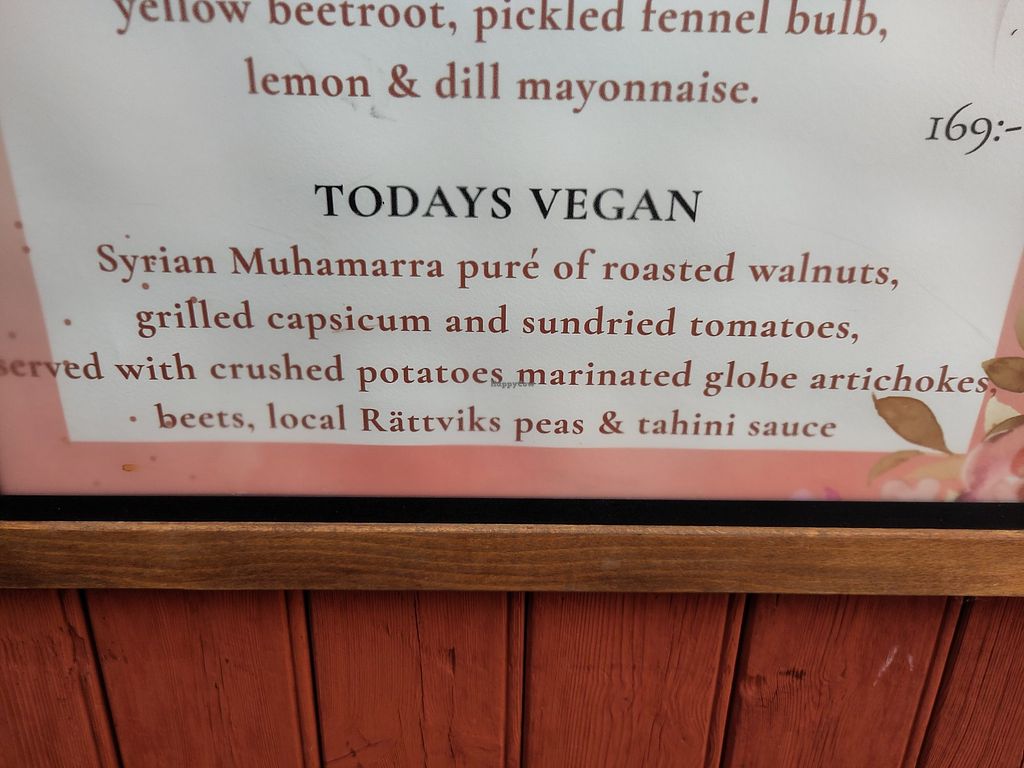 yellow beetroot, pickled fennel bulb,
lemon & dill mayonnaise.
169:-
TODAYS VEGAN
Syrian Muhamarra puré of roasted walnuts,
grilled capsicum and sundried tomatoes,
served with crushed potatoes marinated globe artichokes,
beets, local Rättviks peas & tahini sauce
happycow